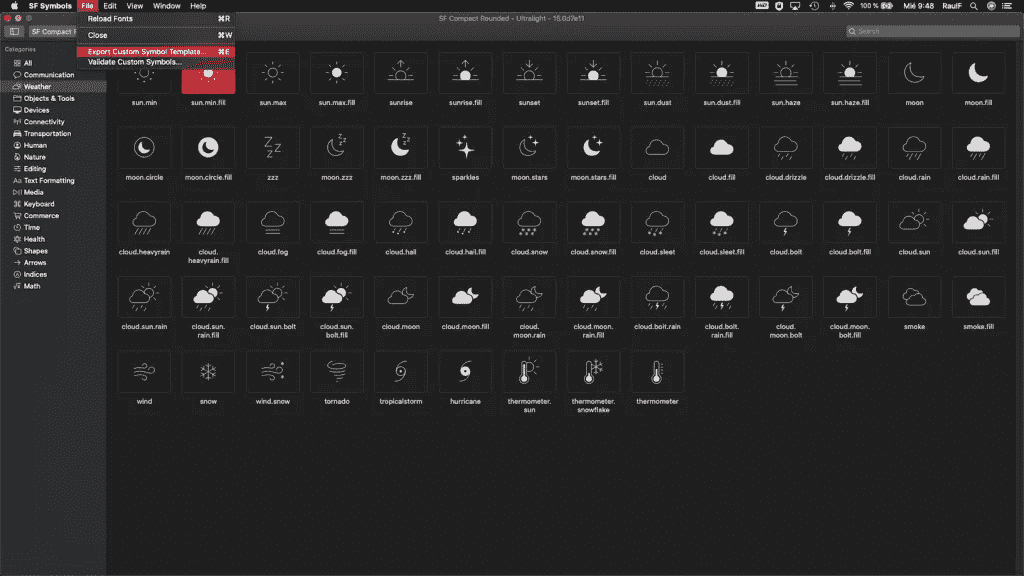 SF Symbols File Edit View Window Help 100 % Mié 9:48 RaulF
SF Compact Rounded - Ultralight - 15.0d7e11
SF Compact R
Search
Reload Fonts ⌘R
Close ⌘W
Export Custom Symbol Template... ⌘E
Validate Custom Symbols...
Categories
All
Communication
Weather
Objects & Tools
Devices
Connectivity
Transportation
Human
Nature
Editing
Aa Text Formatting
Media
Keyboard
Commerce
Time
Health
Shapes
Arrows
Indices
Math
sun.min sun.min.fill sun.max sun.max.fill sunrise sunrise.fill sunset sunset.fill sun.dust sun.dust.fill sun.haze sun.haze.fill moon moon.fill
moon.circle moon.circle.fill zzz moon.zzz moon.zzz.fill sparkles moon.stars moon.stars.fill cloud cloud.fill cloud.drizzle cloud.drizzle.fill cloud.rain cloud.rain.fill
cloud.heavyrain cloud.heavyrain.fill cloud.fog cloud.fog.fill cloud.hail cloud.hail.fill cloud.snow cloud.snow.fill cloud.sleet cloud.sleet.fill cloud.bolt cloud.bolt.fill cloud.sun cloud.sun.fill
cloud.sun.rain cloud.sun.rain.fill cloud.sun.bolt cloud.sun.bolt.fill cloud.moon cloud.moon.fill cloud.moon.rain cloud.moon.rain.fill cloud.bolt.rain cloud.bolt.rain.fill cloud.moon.bolt cloud.moon.bolt.fill smoke smoke.fill
wind snow wind.snow tornado tropicalstorm hurricane thermometer.sun thermometer.snowflake thermometer